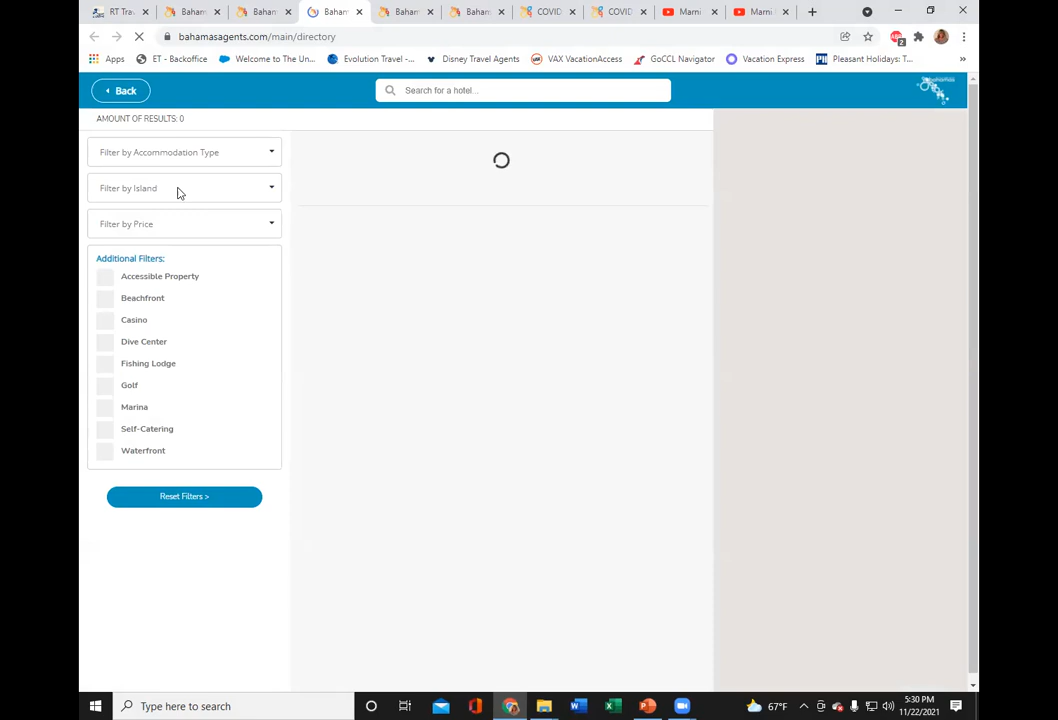 RT Trav
Baham
Baham
Baham
Baham
Baham
COVID
COVID
Marni
Marni
bahamasagents.com/main/directory
2
Apps
ET - Backoffice
Welcome to The Un...
Evolution Travel -...
Disney Travel Agents
VAX VacationAccess
GoCCL Navigator
Vacation Express
Pleasant Holidays: T...
»
Back
Search for a hotel...
AMOUNT OF RESULTS: 0
Filter by Accommodation Type
Filter by Island
Filter by Price
Additional Filters:
Accessible Property
Beachfront
Casino
Dive Center
Fishing Lodge
Golf
Marina
Self-Catering
Waterfront
Reset Filters >
Type here to search
67°F
5:30 PM
11/22/2021